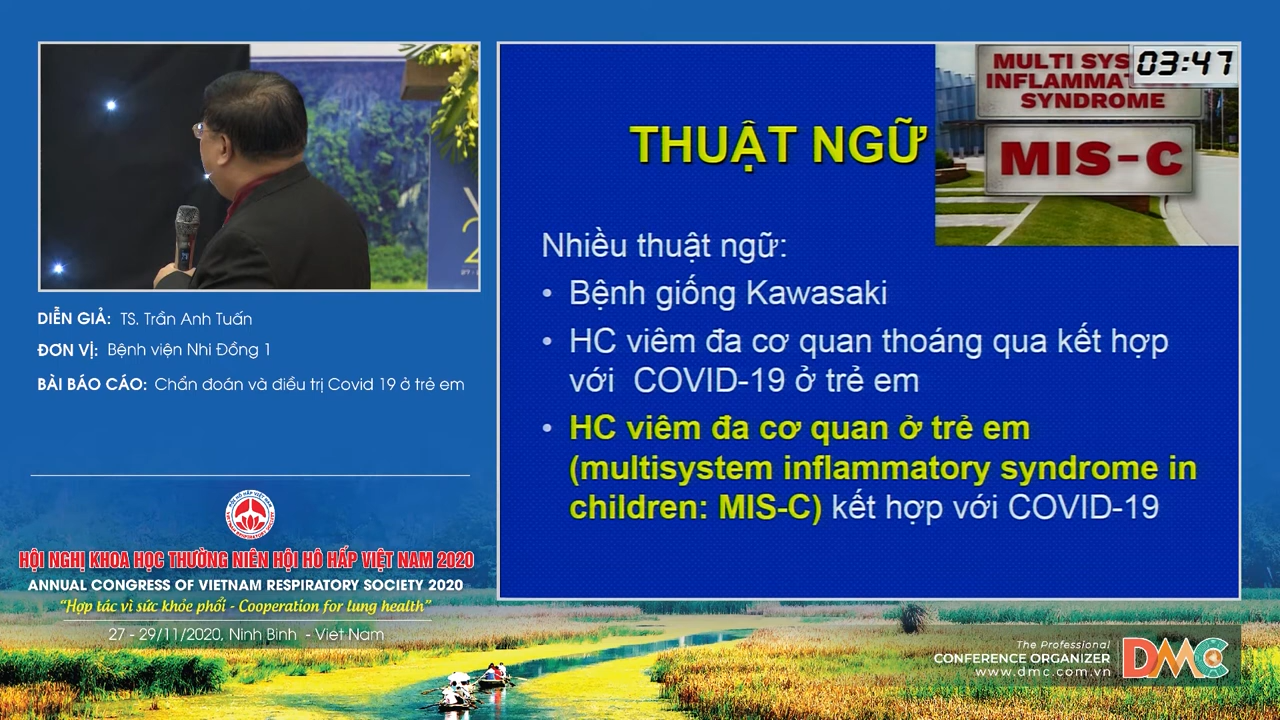 MULTI SYS
INFLAMMAT
SYNDROME
03:47
MIS-C
THUẬT NGỮ
Nhiều thuật ngữ:
• Bệnh giống Kawasaki
• HC viêm đa cơ quan thoáng qua kết hợp
với COVID-19 ở trẻ em
• HC viêm đa cơ quan ở trẻ em
(multisystem inflammatory syndrome in
children: MIS-C) kết hợp với COVID-19
DIỄN GIẢ: TS. Trần Anh Tuấn
ĐƠN VỊ: Bệnh viện Nhi Đồng 1
BÀI BÁO CÁO: Chẩn đoán và điều trị Covid 19 ở trẻ em
HỘI NGHỊ KHOA HỌC THƯỜNG NIÊN HỘI HÔ HẤP VIỆT NAM 2020
ANNUAL CONGRESS OF VIETNAM RESPIRATORY SOCIETY 2020
“Hợp tác vì sức khỏe phổi - Cooperation for lung health”
27 - 29/11/2020, Ninh Bình - Việt Nam
The Professional
CONFERENCE ORGANIZER
www.dmc.com.vn
DMC